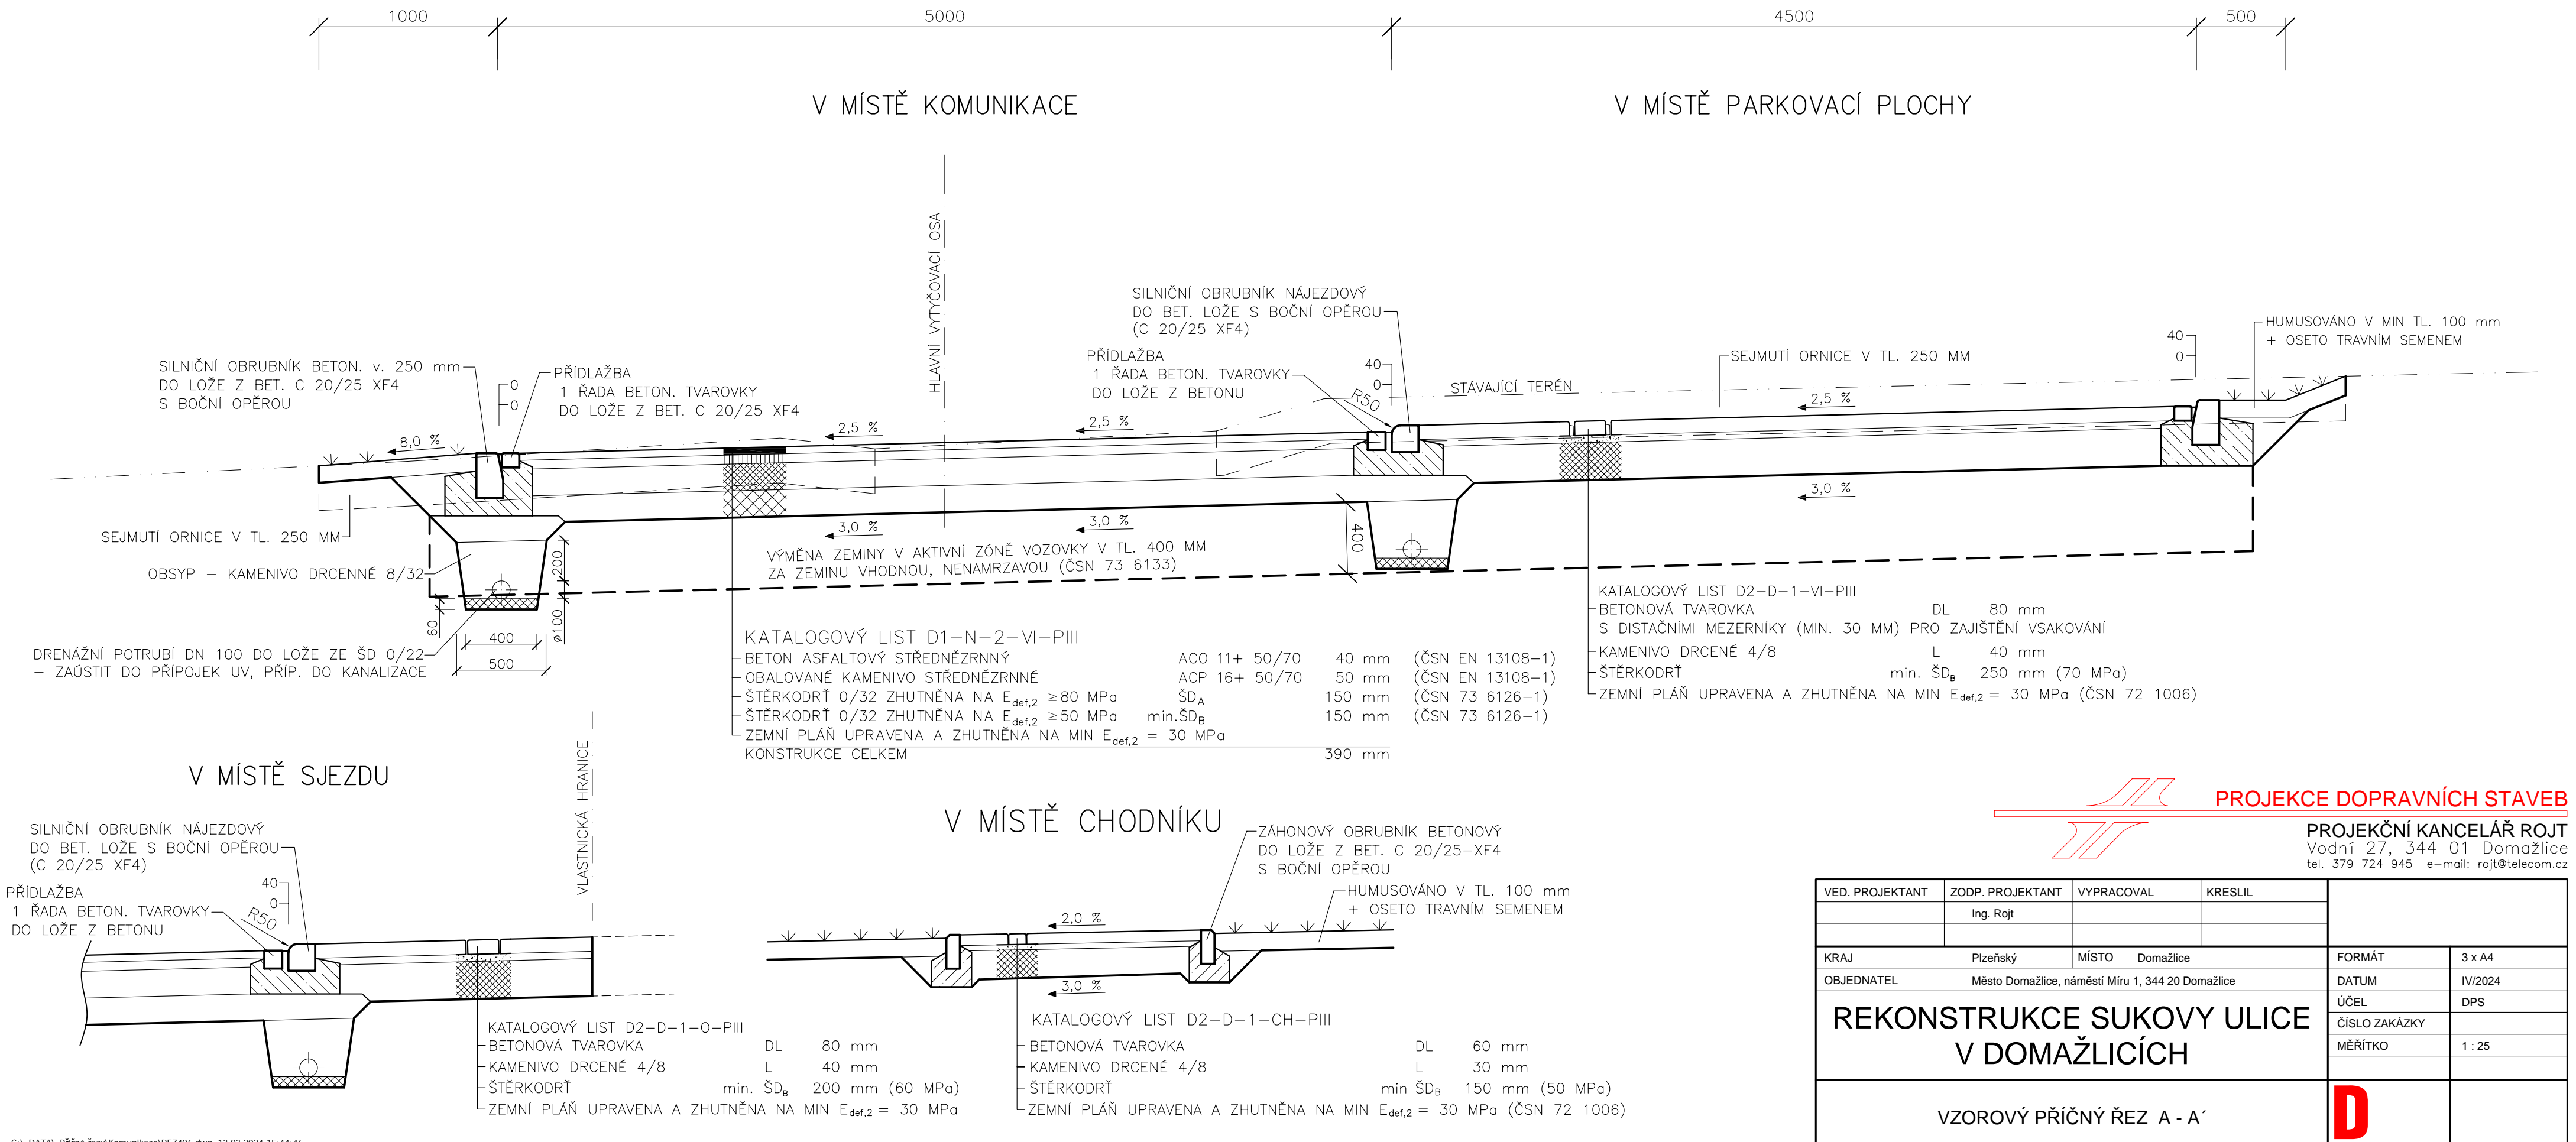 1000
5000
4500
500
V MÍSTĚ KOMUNIKACE
V MÍSTĚ PARKOVACÍ PLOCHY
HLAVNÍ VYTYČOVACÍ OSA
SILNIČNÍ OBRUBNÍK BETON. v. 250 mm
DO LOŽE Z BET. C 20/25 XF4
S BOČNÍ OPĚROU
0
0
PŘÍDLAŽBA
1 ŘADA BETON. TVAROVKY
DO LOŽE Z BET. C 20/25 XF4
SILNIČNÍ OBRUBNÍK NÁJEZDOVÝ
DO BET. LOŽE S BOČNÍ OPĚROU
(C 20/25 XF4)
PŘÍDLAŽBA
1 ŘADA BETON. TVAROVKY
DO LOŽE Z BETONU
40
0
R50
STÁVAJÍCÍ TERÉN
SEJMUTÍ ORNICE V TL. 250 MM
40
0
HUMUSOVÁNO V MIN TL. 100 mm
+ OSETO TRAVNÍM SEMENEM
8,0 %
2,5 %
2,5 %
2,5 %
3,0 %
3,0 %
3,0 %
SEJMUTÍ ORNICE V TL. 250 MM
OBSYP – KAMENIVO DRCENNÉ 8/32
DRENÁŽNÍ POTRUBÍ DN 100 DO LOŽE ZE ŠD 0/22
– ZAÚSTIT DO PŘÍPOJEK UV, PŘÍP. DO KANALIZACE
60
400
500
200
ø100
400
VÝMĚNA ZEMINY V AKTIVNÍ ZÓNĚ VOZOVKY V TL. 400 MM
ZA ZEMINU VHODNOU, NENAMRZAVOU (ČSN 73 6133)
KATALOGOVÝ LIST D1–N–2–VI–PIII
BETON ASFALTOVÝ STŘEDNĚZRNNÝ ACO 11+ 50/70 40 mm (ČSN EN 13108–1)
OBALOVANÉ KAMENIVO STŘEDNĚZRNNÉ ACP 16+ 50/70 50 mm (ČSN EN 13108–1)
ŠTĚRKODRŤ 0/32 ZHUTNĚNA NA Edef,2 ≥80 MPa ŠDA 150 mm (ČSN 73 6126–1)
ŠTĚRKODRŤ 0/32 ZHUTNĚNA NA Edef,2 ≥50 MPa min.ŠDB 150 mm (ČSN 73 6126–1)
ZEMNÍ PLÁŇ UPRAVENA A ZHUTNĚNA NA MIN Edef,2 = 30 MPa
KONSTRUKCE CELKEM 390 mm
KATALOGOVÝ LIST D2–D–1–VI–PIII
BETONOVÁ TVAROVKA DL 80 mm
S DISTAČNÍMI MEZERNÍKY (MIN. 30 MM) PRO ZAJIŠTĚNÍ VSAKOVÁNÍ
KAMENIVO DRCENÉ 4/8 L 40 mm
ŠTĚRKODRŤ min. ŠDB 250 mm (70 MPa)
ZEMNÍ PLÁŇ UPRAVENA A ZHUTNĚNA NA MIN Edef,2 = 30 MPa (ČSN 72 1006)
V MÍSTĚ SJEZDU
VLASTNICKÁ HRANICE
SILNIČNÍ OBRUBNÍK NÁJEZDOVÝ
DO BET. LOŽE S BOČNÍ OPĚROU
(C 20/25 XF4)
PŘÍDLAŽBA
1 ŘADA BETON. TVAROVKY
DO LOŽE Z BETONU
40
0
R50
KATALOGOVÝ LIST D2–D–1–O–PIII
BETONOVÁ TVAROVKA DL 80 mm
KAMENIVO DRCENÉ 4/8 L 40 mm
ŠTĚRKODRŤ min. ŠDB 200 mm (60 MPa)
ZEMNÍ PLÁŇ UPRAVENA A ZHUTNĚNA NA MIN Edef,2 = 30 MPa
V MÍSTĚ CHODNÍKU
ZÁHONOVÝ OBRUBNÍK BETONOVÝ
DO LOŽE Z BET. C 20/25–XF4
S BOČNÍ OPĚROU
HUMUSOVÁNO V TL. 100 mm
+ OSETO TRAVNÍM SEMENEM
2,0 %
3,0 %
KATALOGOVÝ LIST D2–D–1–CH–PIII
BETONOVÁ TVAROVKA DL 60 mm
KAMENIVO DRCENÉ 4/8 L 30 mm
ŠTĚRKODRŤ min ŠDB 150 mm (50 MPa)
ZEMNÍ PLÁŇ UPRAVENA A ZHUTNĚNA NA MIN Edef,2 = 30 MPa (ČSN 72 1006)
PROJEKCE DOPRAVNÍCH STAVEB
PROJEKČNÍ KANCELÁŘ ROJT
Vodní 27, 344 01 Domažlice
tel. 379 724 945 e–mail: rojt@telecom.cz
VED. PROJEKTANT ZODP. PROJEKTANT VYPRACOVAL KRESLIL
Ing. Rojt
KRAJ Plzeňský MÍSTO Domažlice FORMÁT 3 x A4
OBJEDNATEL Město Domažlice, náměstí Míru 1, 344 20 Domažlice DATUM IV/2024
ÚČEL DPS
REKONSTRUKCE SUKOVY ULICE
V DOMAŽLICÍCH
ČÍSLO ZAKÁZKY
MĚŘÍTKO 1 : 25
VZOROVÝ PŘÍČNÝ ŘEZ A - A´
D